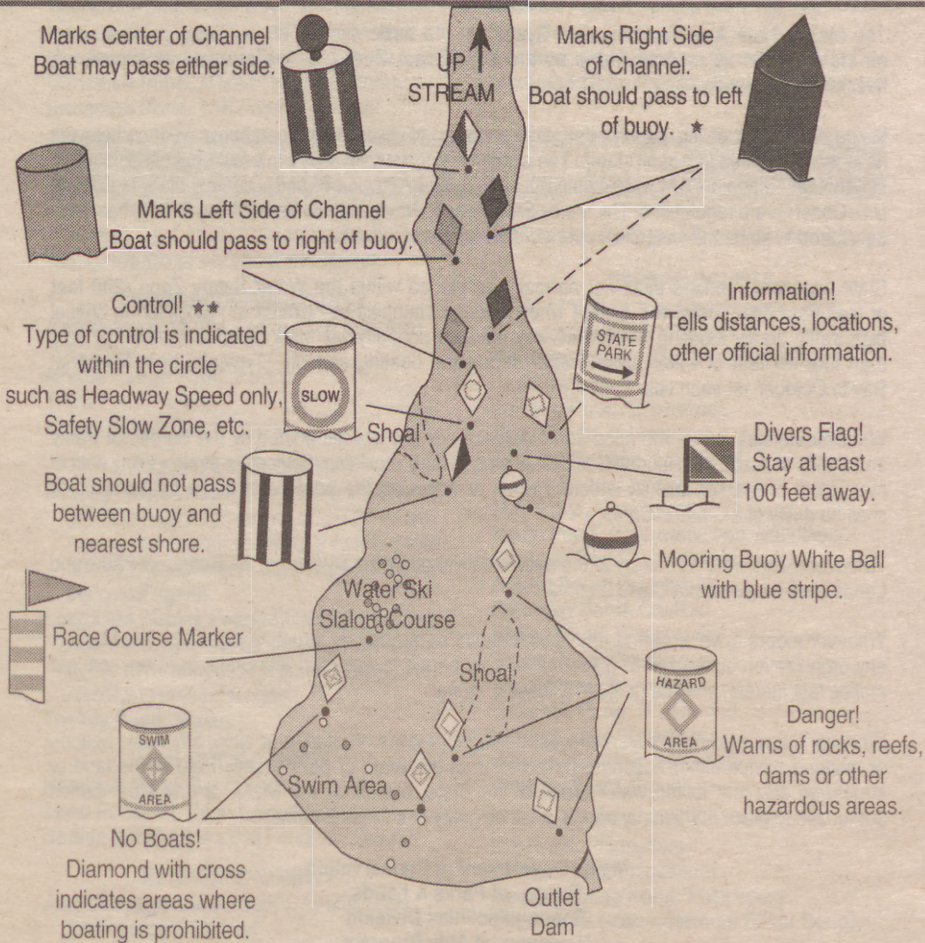 Marks Center of Channel
Boat may pass either side.
UP
STREAM
Marks Right Side
of Channel.
Boat should pass to left
of buoy. ★
Marks Left Side of Channel
Boat should pass to right of buoy.
Control! ★★
Type of control is indicated
within the circle
such as Headway Speed only,
Safety Slow Zone, etc.
SLOW
STATE
PARK
Information!
Tells distances, locations,
other official information.
Shoal
Divers Flag!
Stay at least
100 feet away.
Boat should not pass
between buoy and
nearest shore.
Mooring Buoy White Ball
with blue stripe.
Water Ski
Slalom Course
Race Course Marker
Shoal
HAZARD
AREA
Danger!
Warns of rocks, reefs,
dams or other
hazardous areas.
SWIM
AREA
Swim Area
No Boats!
Diamond with cross
indicates areas where
boating is prohibited.
Outlet
Dam